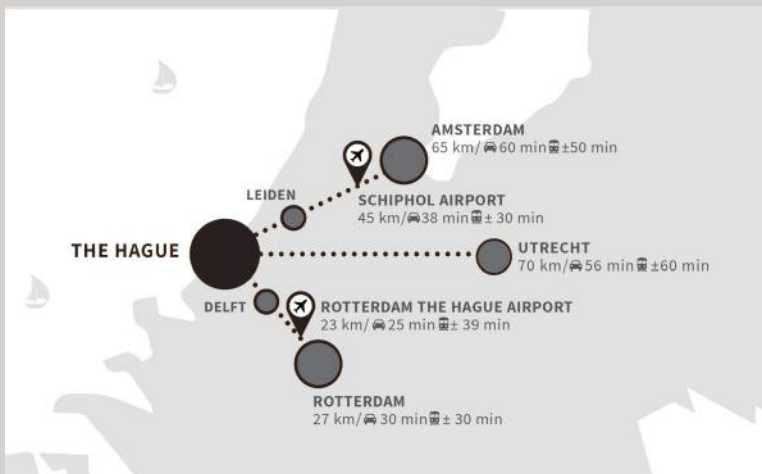 AMSTERDAM
65 km/ 60 min ±50 min
LEIDEN
SCHIPHOL AIRPORT
45 km/ 38 min ± 30 min
THE HAGUE
UTRECHT
70 km/ 56 min ±60 min
DELFT
ROTTERDAM THE HAGUE AIRPORT
23 km/ 25 min ± 39 min
ROTTERDAM
27 km/ 30 min ± 30 min